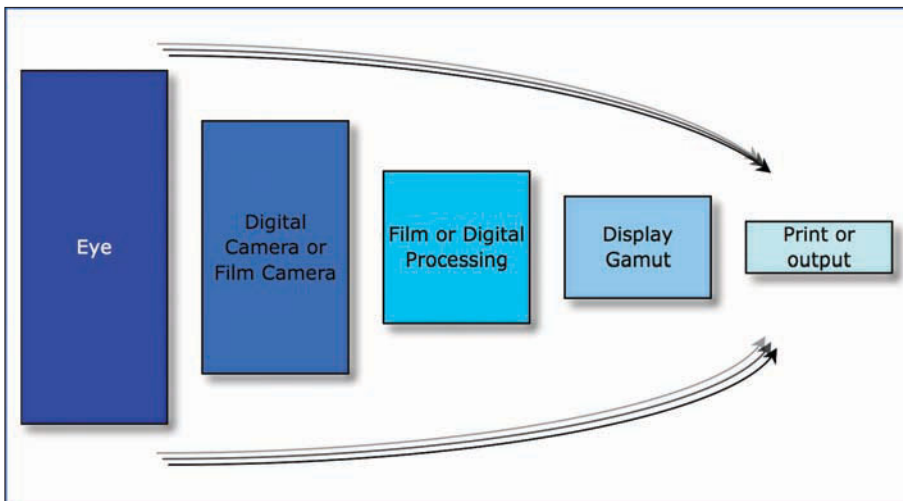 Eye
Digital
Camera or
Film Camera
Film or Digital
Processing
Display
Gamut
Print or
output